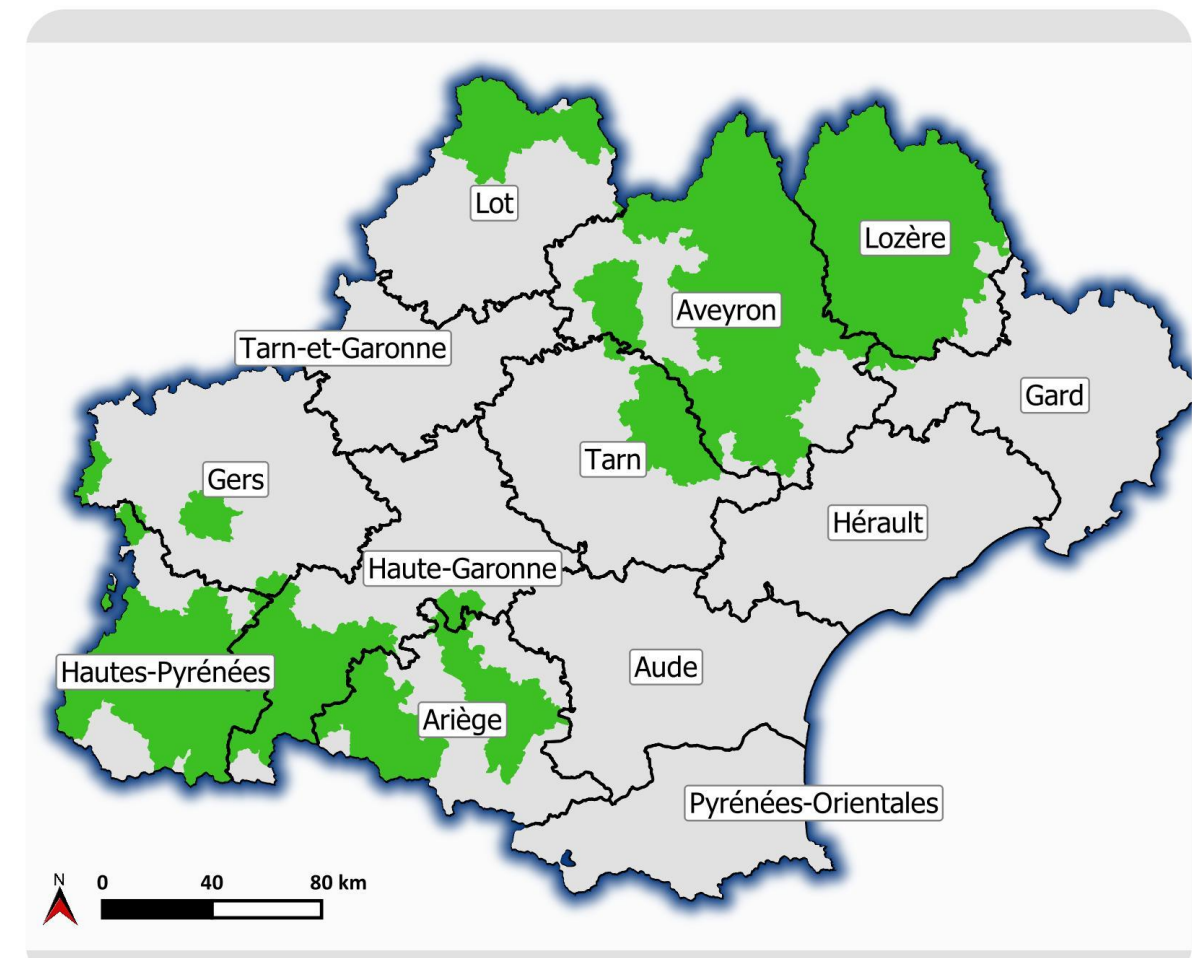 Lot
Lozère
Aveyron
Tarn-et-Garonne
Gard
Tarn
Gers
Hérault
Haute-Garonne
Hautes-Pyrénées
Aude
Ariège
Pyrénées-Orientales
N
0 40 80 km